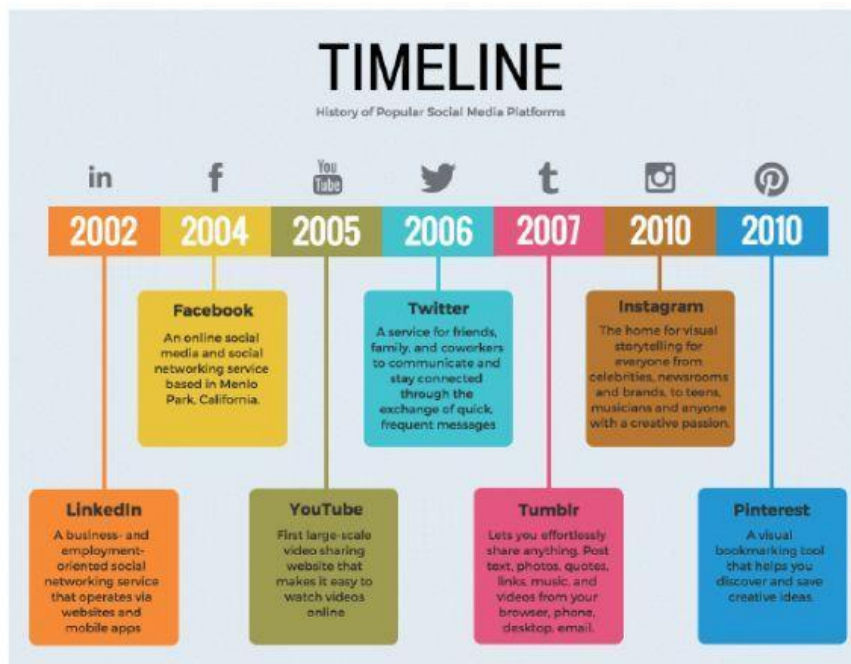 TIMELINE
History of Popular Social Media Platforms
in
f
You
Tube
t
2002
2004
2005
2006
2007
2010
2010
Facebook
An online social
media and social
networking service
based in Menlo
Park, California.
Twitter
A service for friends,
family, and coworkers
to communicate and
stay connected
through the
exchange of quick,
frequent messages
Instagram
The home for visual
storytelling for
everyone from
celebrities, newsrooms
and brands, to teens,
musicians and anyone
with a creative passion.
LinkedIn
A business- and
employment-
oriented social
networking service
that operates via
websites and
mobile apps
YouTube
First large-scale
video sharing
website that
makes it easy to
watch videos
online
Tumblr
Lets you effortlessly
share anything. Post
text, photos, quotes,
links, music, and
videos from your
browser, phone,
desktop, email.
Pinterest
A visual
bookmarking tool
that helps you
discover and save
creative ideas.